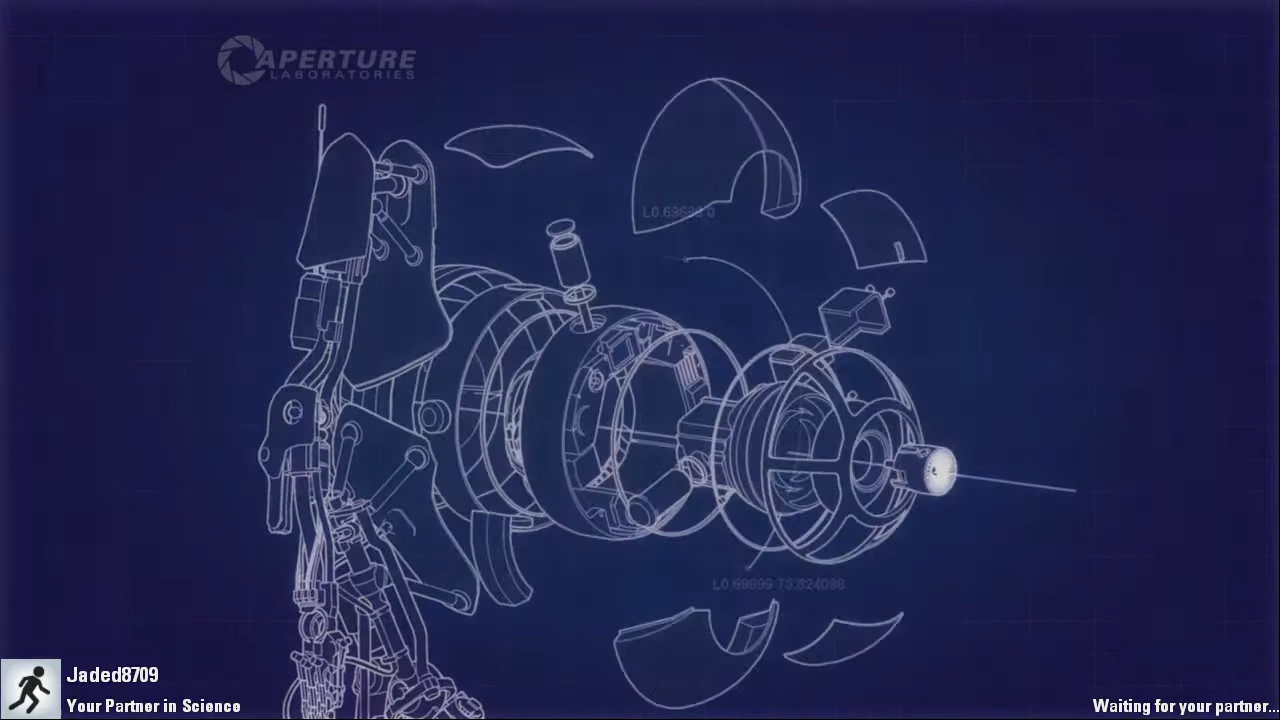 APERTURE
LABORATORIES
Jaded8709
Your Partner in Science
Waiting for your partner...